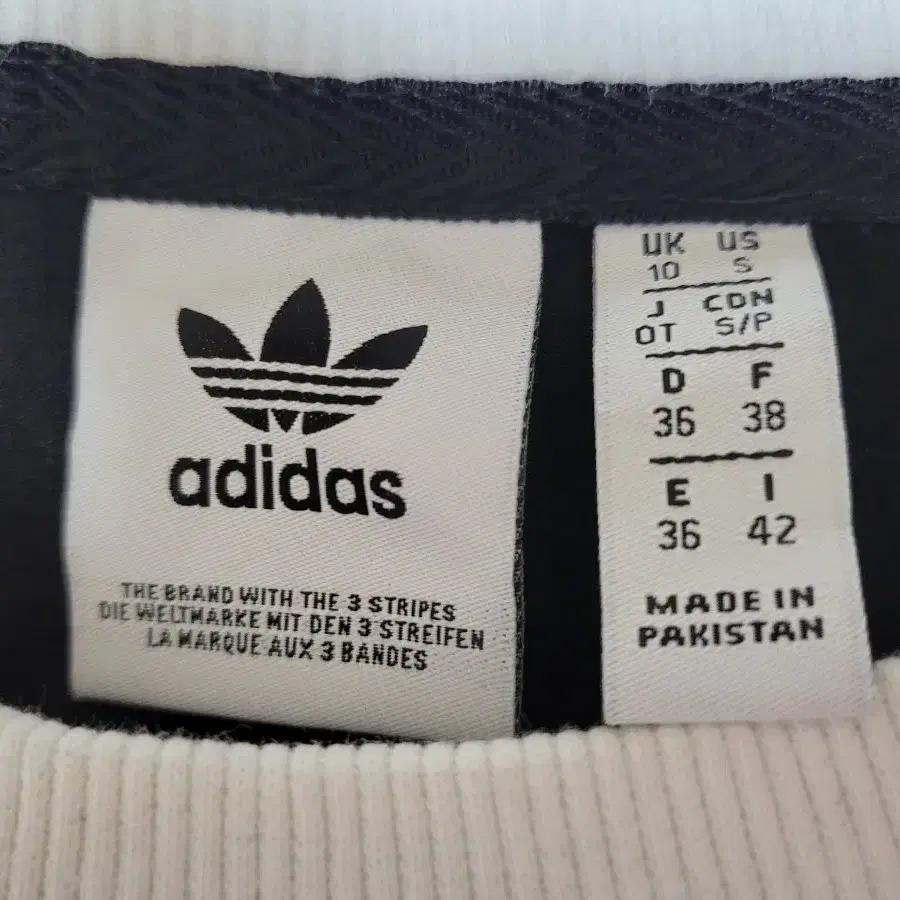 adidas
THE BRAND WITH THE 3 STRIPES
DIE WELTMARKE MIT DEN 3 STREIFEN
LA MARQUE AUX 3 BANDES
UK US
10 S
J CDN
OT S/P
D F
36 38
E I
36 42
MADE IN
PAKISTAN